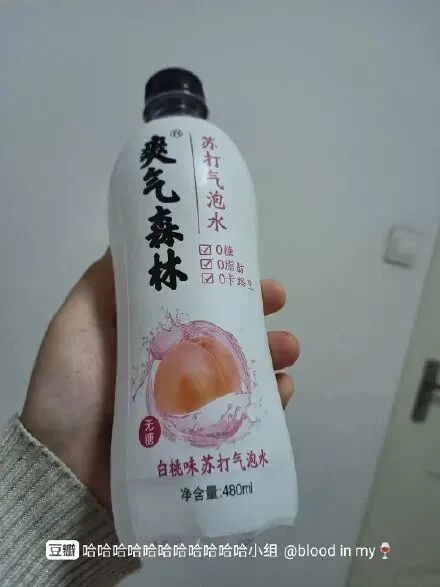 爽气森林®
苏打气泡水
0糖
0脂肪
0卡路里
无糖
白桃味苏打气泡水
净含量:480ml
豆瓣 哈哈哈哈哈哈哈哈哈哈哈小组 @blood in my🍷